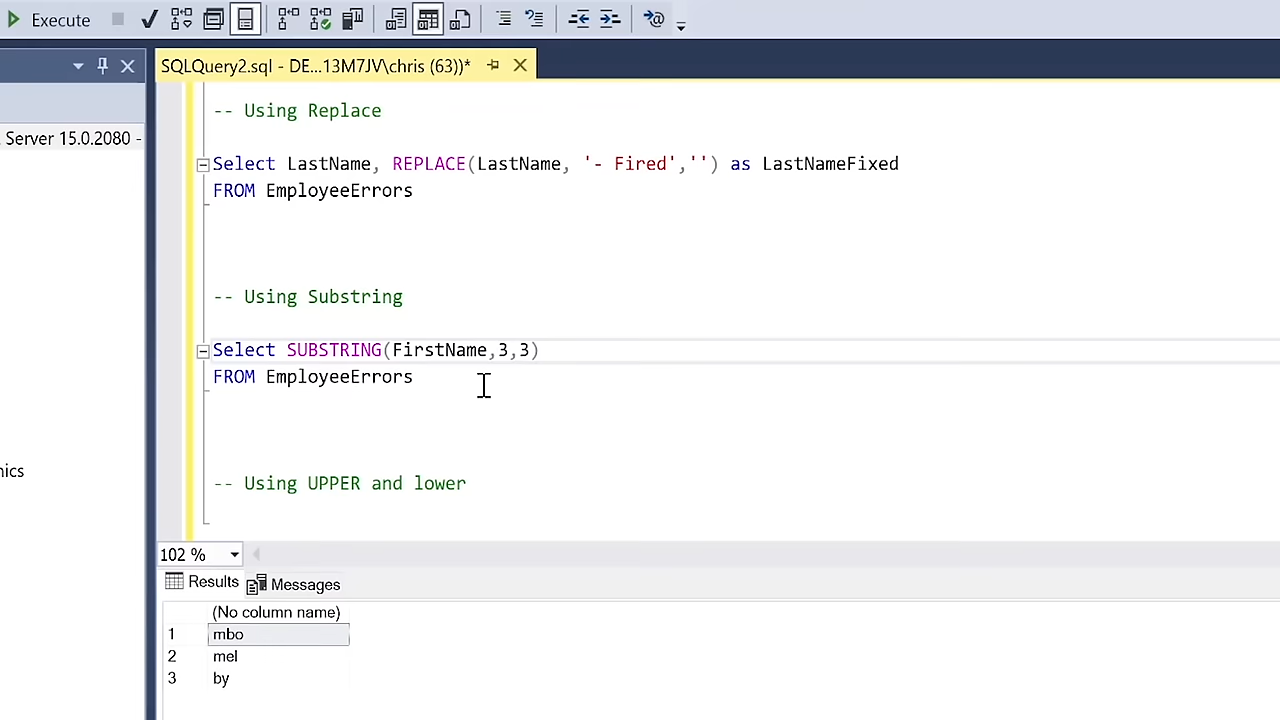 Execute
SQLQuery2.sql - DE...13M7JV\chris (63))*
Server 15.0.2080 -
-- Using Replace
Select LastName, REPLACE(LastName, '- Fired','') as LastNameFixed
FROM EmployeeErrors
-- Using Substring
Select SUBSTRING(FirstName,3,3)
FROM EmployeeErrors
nics
-- Using UPPER and lower
102 %
Results Messages
(No column name)
1 mbo
2 mel
3 by